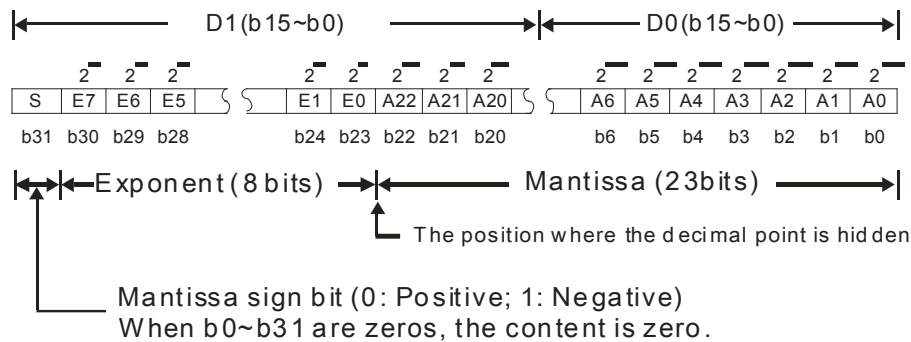 D1(b15~b0) D0(b15~b0)
2 2 2 2 2 2 2 2 2 2 2 2 2 2 2
S E7 E6 E5 E1 E0 A22 A21 A20 A6 A5 A4 A3 A2 A1 A0
b31 b30 b29 b28 b24 b23 b22 b21 b20 b6 b5 b4 b3 b2 b1 b0
Exponent (8 bits) Mantissa (23bits)
The position where the decimal point is hidden
Mantissa sign bit (0: Positive; 1: Negative)
When b0~b31 are zeros, the content is zero.